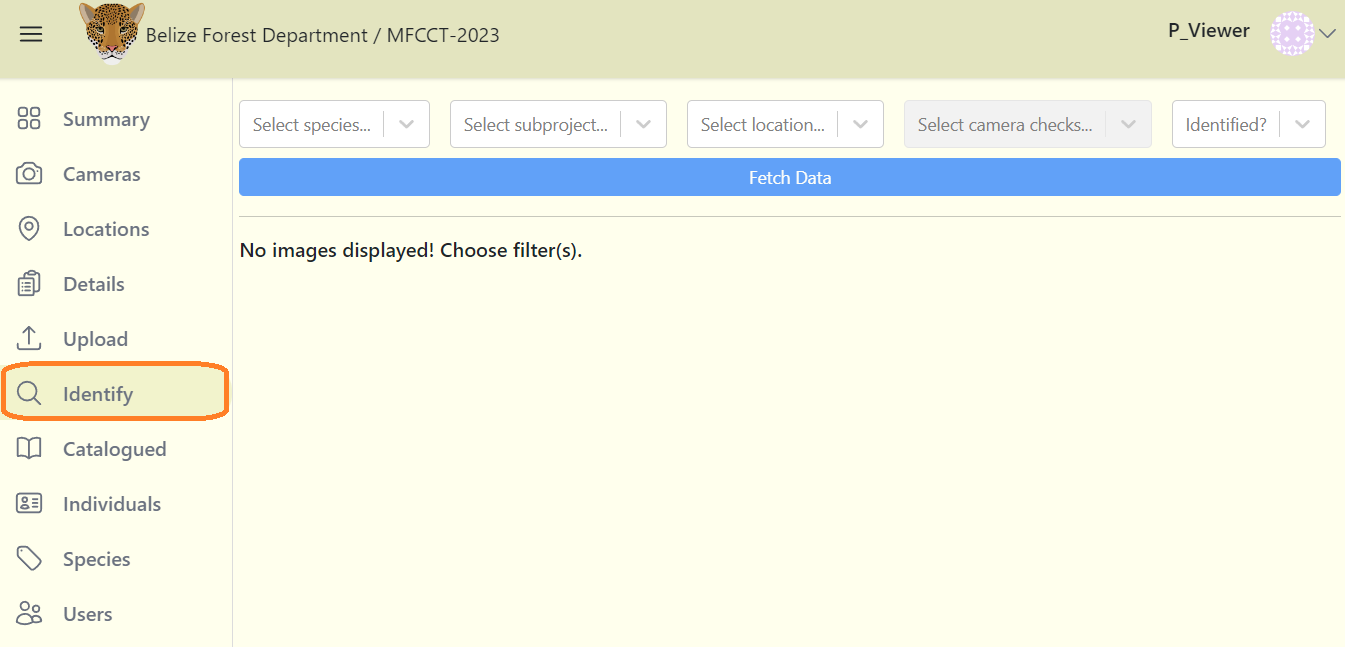 Belize Forest Department / MFCCT-2023
P_Viewer
Summary
Cameras
Locations
Details
Upload
Identify
Catalogued
Individuals
Species
Users
Select species...
Select subproject...
Select location...
Select camera checks...
Identified?
Fetch Data
No images displayed! Choose filter(s).